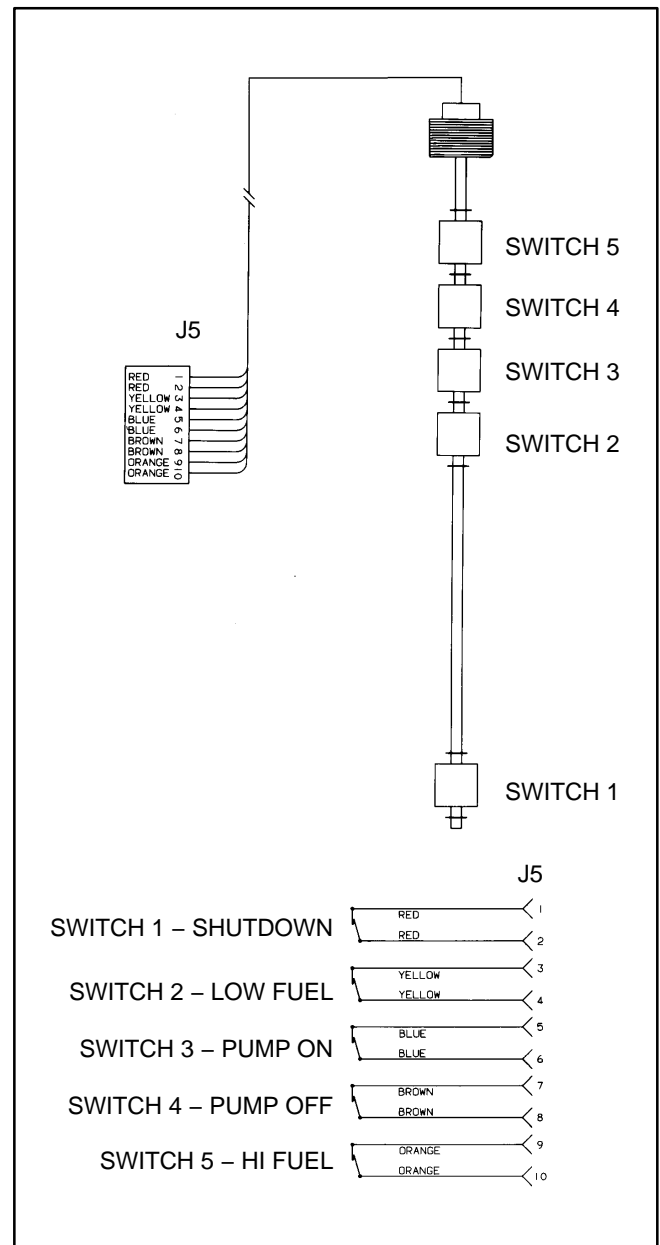 SWITCH 5
SWITCH 4
SWITCH 3
SWITCH 2
J5
RED 1
RED 2
YELLOW 3
YELLOW 4
BLUE 5
BLUE 6
BROWN 7
BROWN 8
ORANGE 9
ORANGE 10
SWITCH 1
J5
SWITCH 1 – SHUTDOWN
RED 1
RED 2
SWITCH 2 – LOW FUEL
YELLOW 3
YELLOW 4
SWITCH 3 – PUMP ON
BLUE 5
BLUE 6
SWITCH 4 – PUMP OFF
BROWN 7
BROWN 8
SWITCH 5 – HI FUEL
ORANGE 9
ORANGE 10